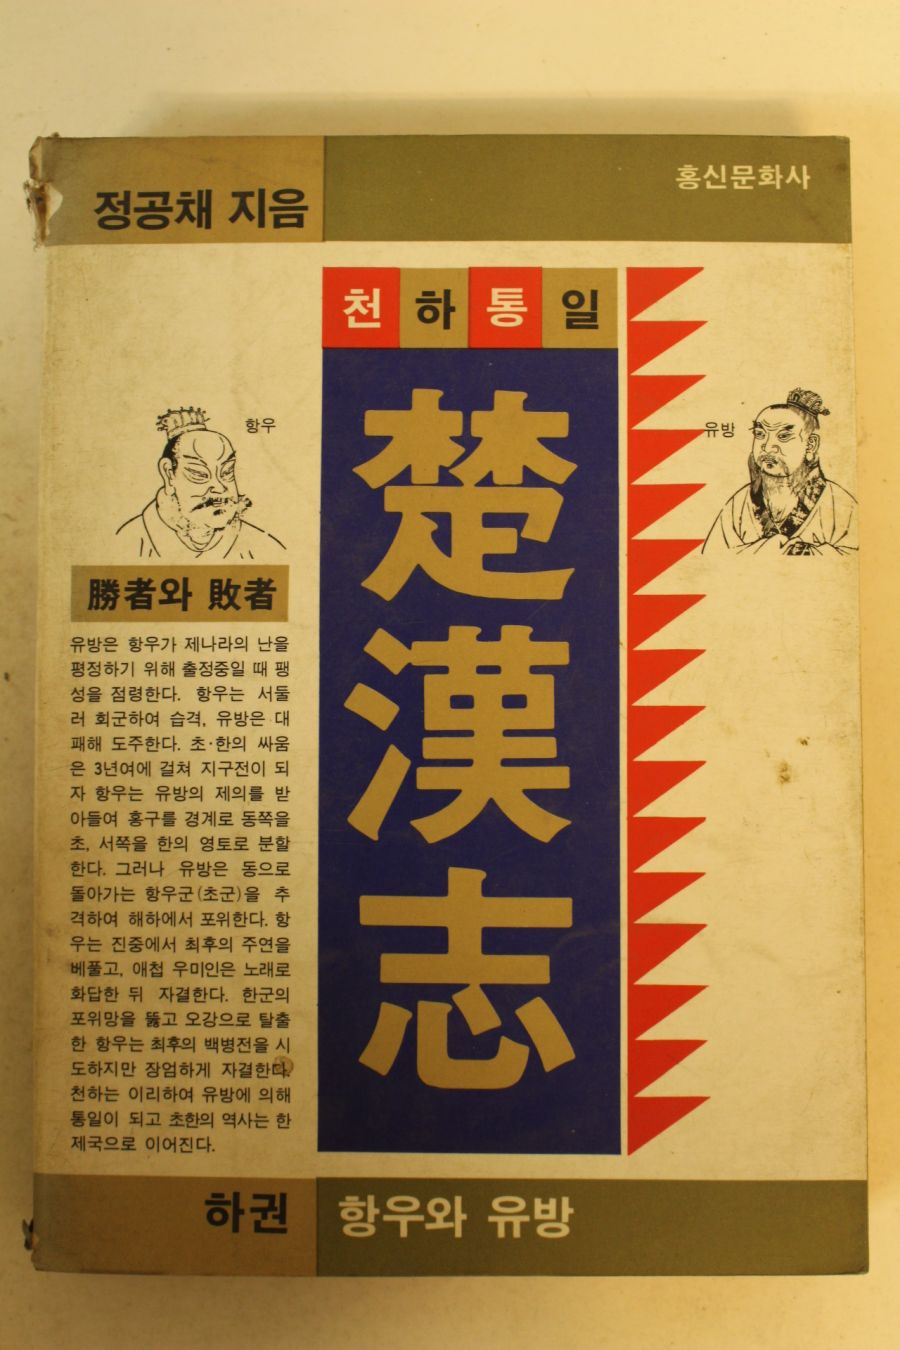 정공채 지음
홍신문화사
천하통일
楚漢志
항우
유방
勝者와 敗者
유방은 항우가 제나라의 난을
평정하기 위해 출정중일 때 팽
성을 점령한다. 항우는 서둘
러 회군하여 습격, 유방은 대
패해 도주한다. 초·한의 싸움
은 3년여에 걸쳐 지구전이 되
자 항우는 유방의 제의를 받
아들여 홍구를 경계로 동쪽을
초, 서쪽을 한의 영토로 분할
한다. 그러나 유방은 동으로
돌아가는 항우군(초군)을 추
격하여 해하에서 포위한다. 항
우는 진중에서 최후의 주연을
베풀고, 애첩 우미인은 노래로
화답한 뒤 자결한다. 한군의
포위망을 뚫고 오강으로 탈출
한 항우는 최후의 백병전을 시
도하지만 장엄하게 자결한다.
천하는 이리하여 유방에 의해
통일이 되고 초한의 역사는 한
제국으로 이어진다.
하권
항우와 유방